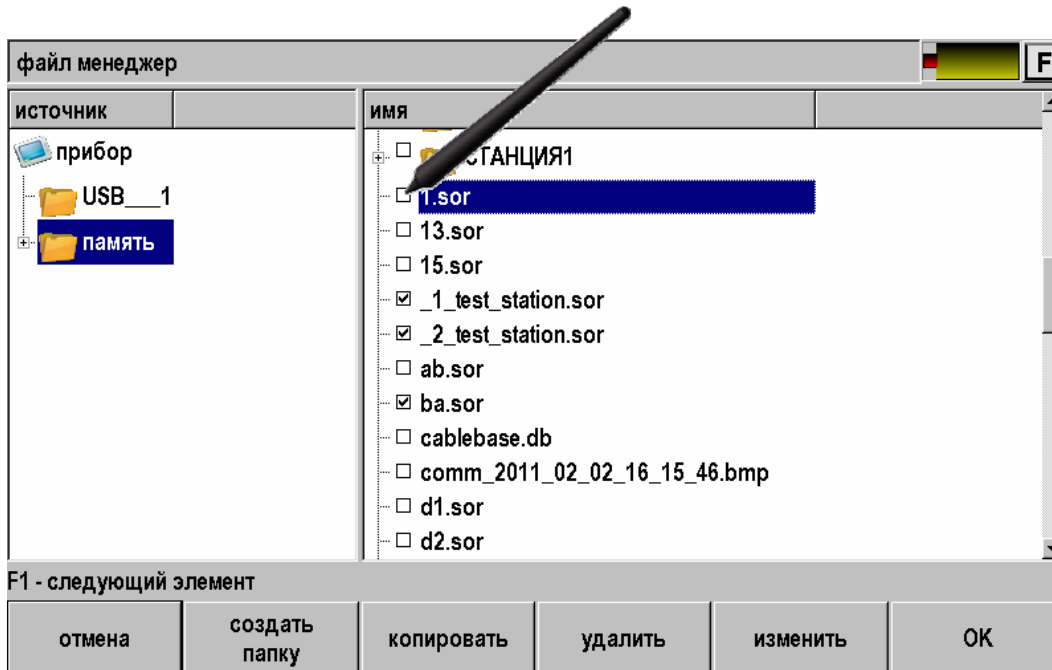 файл менеджер
F
источник
имя
прибор
USB___1
память
СТАНЦИЯ1
1.sor
13.sor
15.sor
_1_test_station.sor
_2_test_station.sor
ab.sor
ba.sor
cablebase.db
comm_2011_02_02_16_15_46.bmp
d1.sor
d2.sor
F1 - следующий элемент
отмена
создать
папку
копировать
удалить
изменить
OK